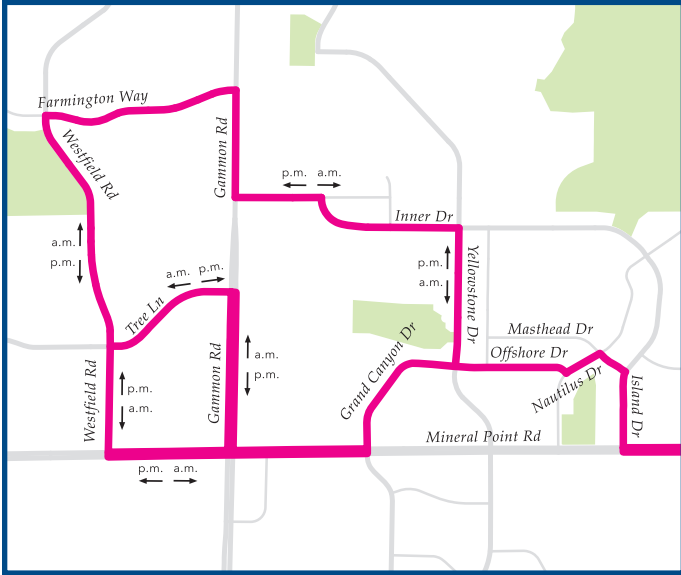 Farmington Way
Westfield Rd
Gammon Rd
p.m. a.m.
Inner Dr
a.m.
p.m.
p.m.
a.m.
Yellowstone Dr
a.m. p.m.
Tree Ln
Masthead Dr
Offshore Dr
Grand Canyon Dr
Nautilus Dr
Island Dr
a.m.
p.m.
Gammon Rd
Westfield Rd
p.m.
a.m.
Mineral Point Rd
p.m. a.m.